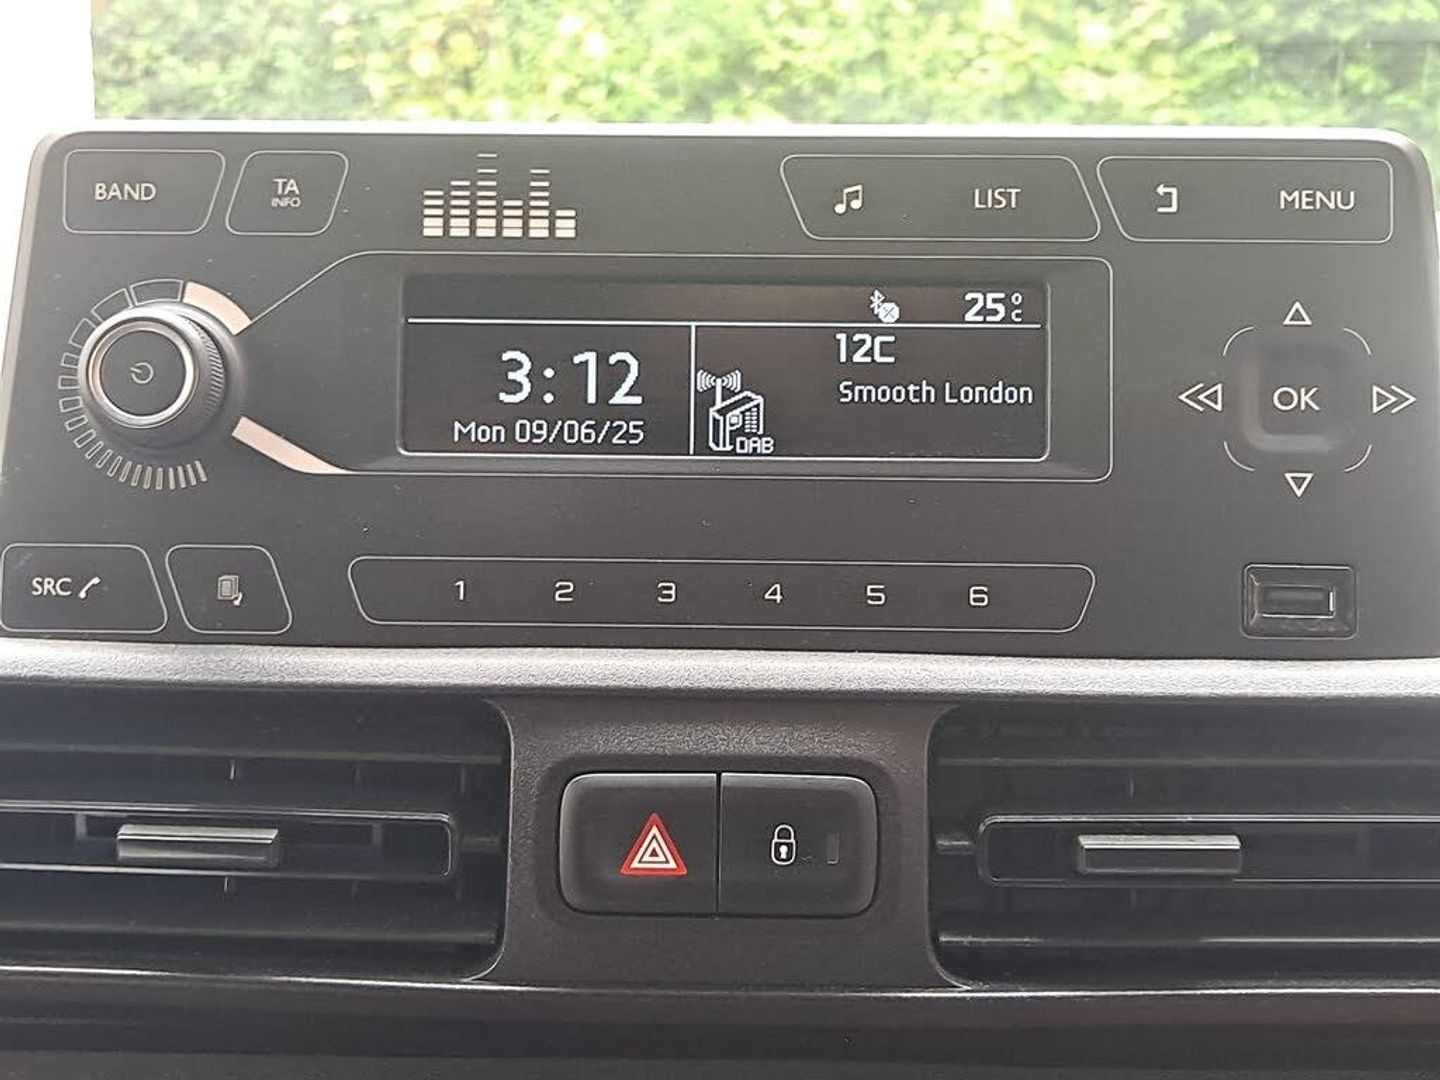 BAND
TA
INFO
LIST
MENU
25°C
12C
3:12
Smooth London
Mon 09/06/25
DAB
OK
SRC
1 2 3 4 5 6